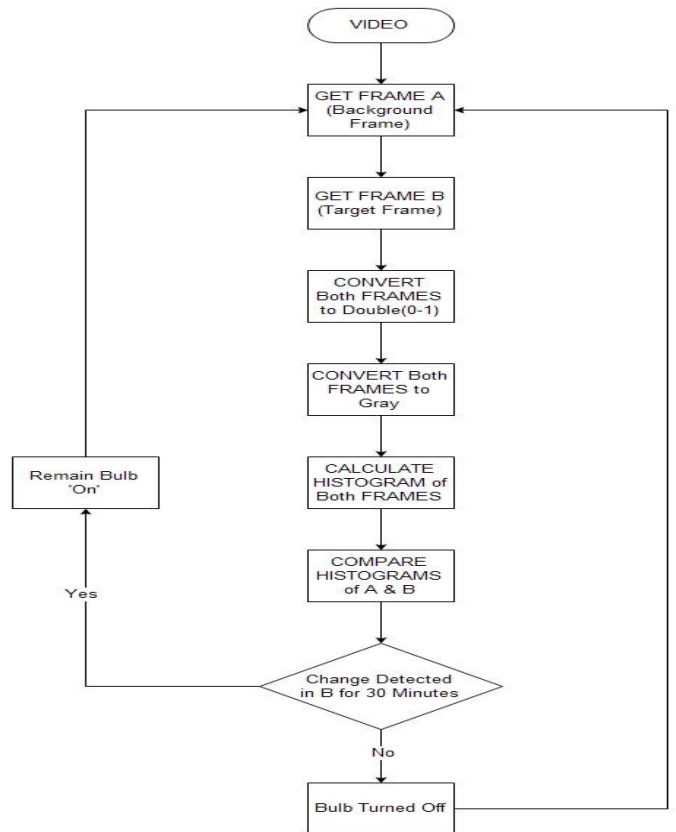 VIDEO
GET FRAME A
(Background
Frame)
GET FRAME B
(Target Frame)
CONVERT
Both FRAMES
to Double(0-1)
CONVERT Both
FRAMES to
Gray
CALCULATE
HISTOGRAM of
Both FRAMES
COMPARE
HISTOGRAMS
of A & B
Change Detected
in B for 30 Minutes
Yes
Remain Bulb
'On'
No
Bulb Turned Off